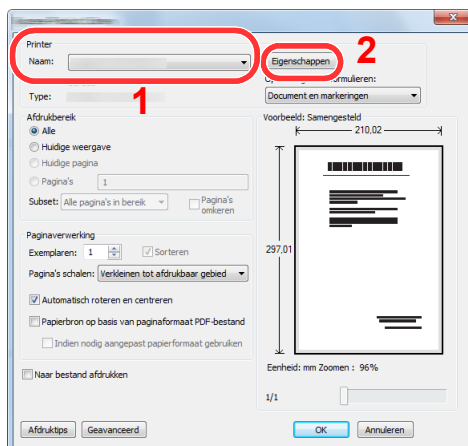 Printer
Naam:
1
Eigenschappen
2
Type:
Document en markeringen
Afdrukbereik
Alle
Huidige weergave
Huidige pagina
Pagina's 1
Subset: Alle pagina's in bereik Pagina's omkeren
Voorbeeld: Samengesteld
210,02
297,01
Paginaverwerking
Exemplaren: 1 Sorteren
Pagina's schalen: Verkleinen tot afdrukbaar gebied
Automatisch roteren en centreren
Papierbron op basis van paginaformaat PDF-bestand
Indien nodig aangepast papierformaat gebruiken
Naar bestand afdrukken
Eenheid: mm Zoomen : 96%
1/1
Afdruktips Geavanceerd OK Annuleren